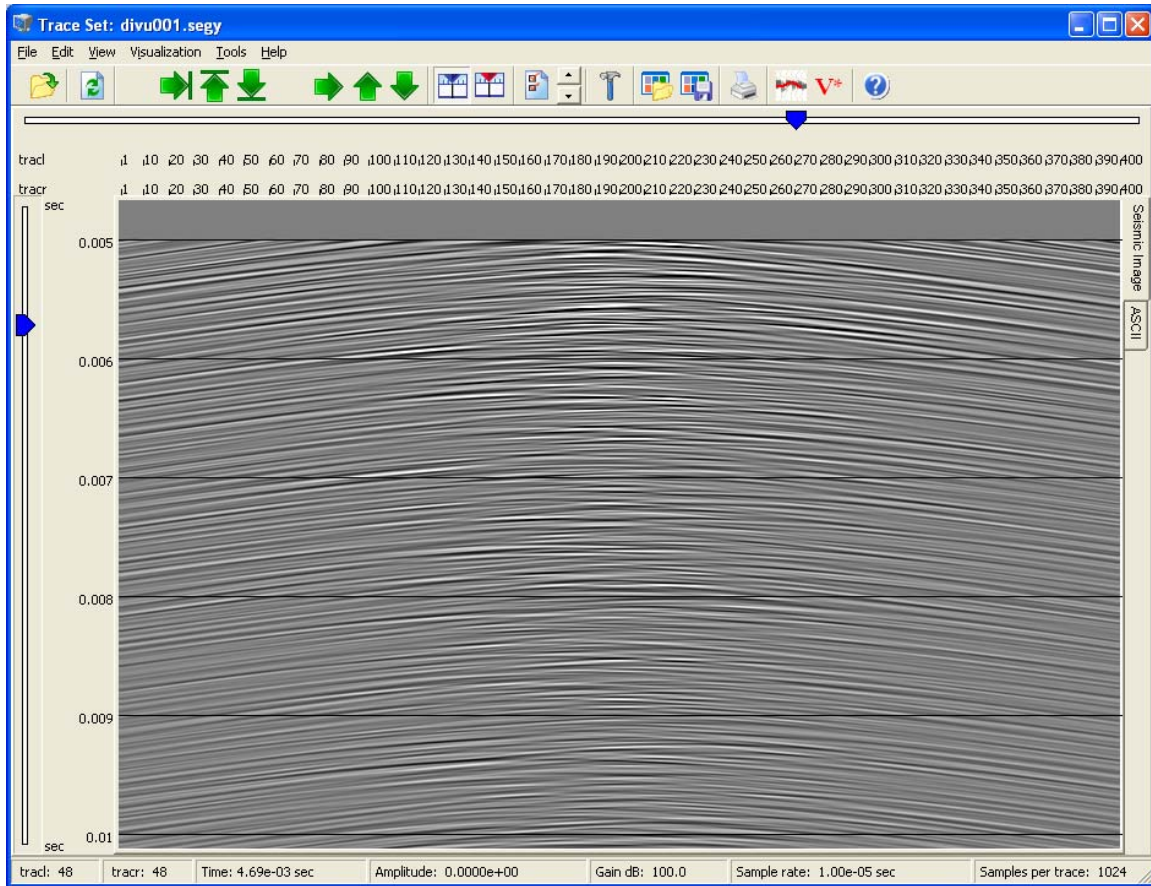 Trace Set: divu001.segy
File Edit View Visualization Tools Help
V*
tracl 1 10 20 30 40 50 60 70 80 90 100 110 120 130 140 150 160 170 180 190 200 210 220 230 240 250 260 270 280 290 300 310 320 330 340 350 360 370 380 390 400
tracr 1 10 20 30 40 50 60 70 80 90 100 110 120 130 140 150 160 170 180 190 200 210 220 230 240 250 260 270 280 290 300 310 320 330 340 350 360 370 380 390 400
sec
0.005
0.006
0.007
0.008
0.009
0.01
sec
Seismic Image
ASCII
tracl: 48 tracr: 48 Time: 4.69e-03 sec Amplitude: 0.0000e+00 Gain dB: 100.0 Sample rate: 1.00e-05 sec Samples per trace: 1024